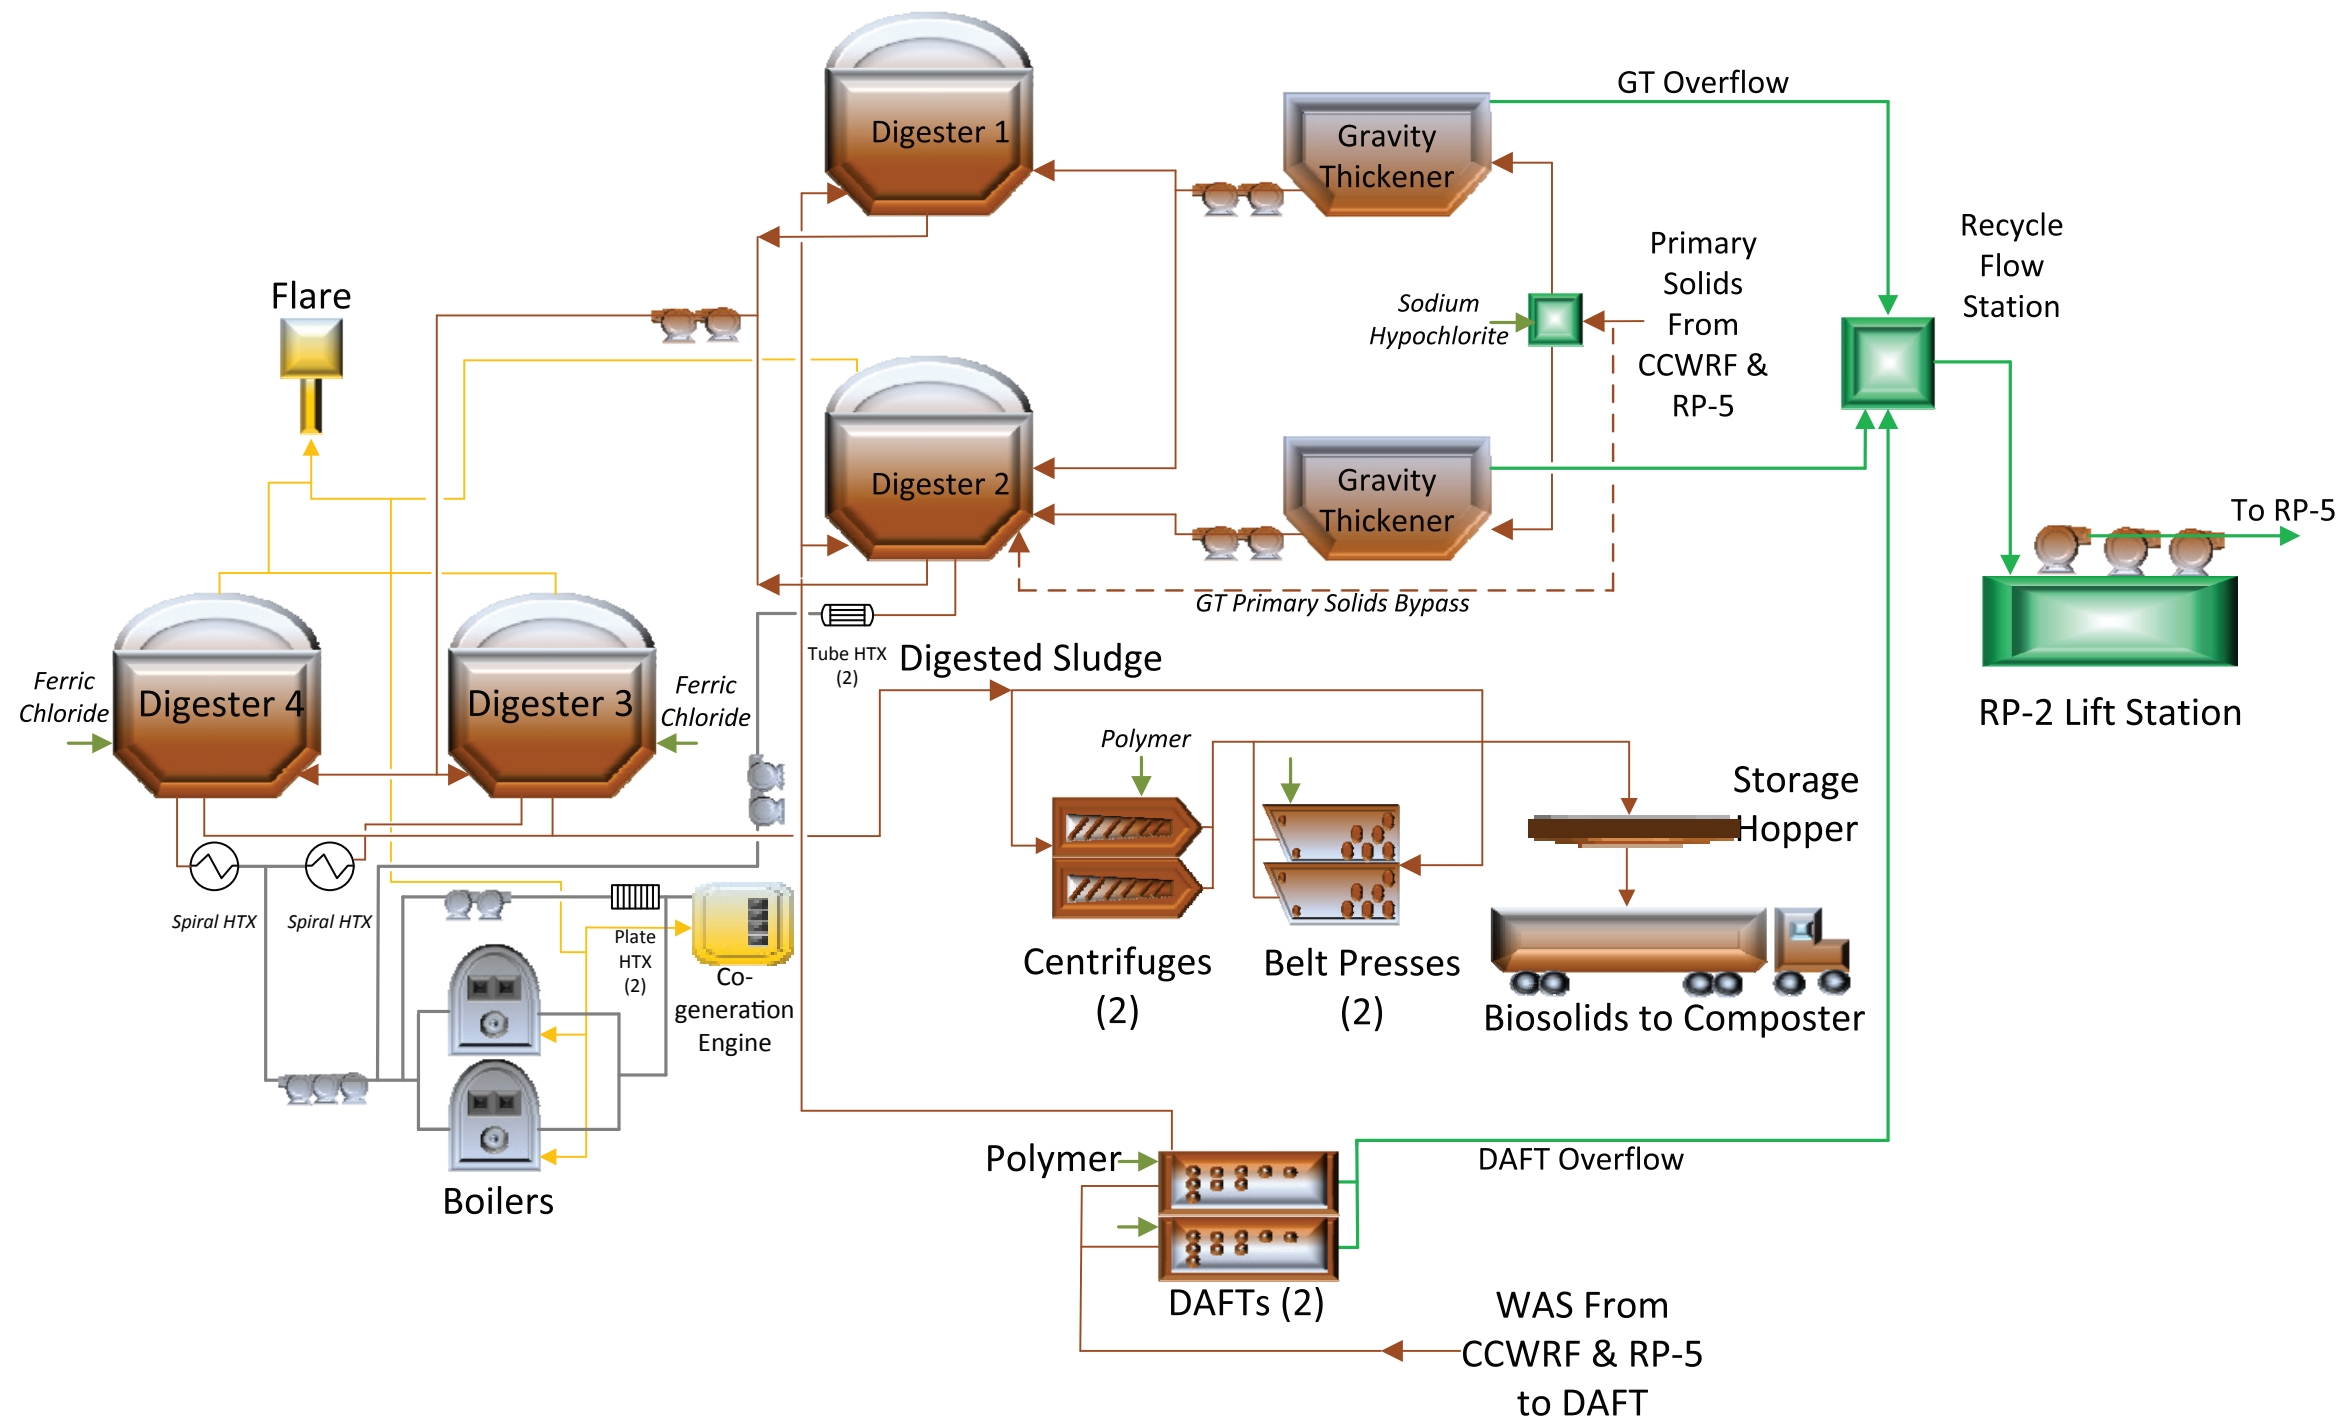 GT Overflow
Digester 1
Gravity
Thickener
Recycle
Flow
Station
Primary
Solids
From
CCWRF &
RP-5
Sodium
Hypochlorite
Flare
Digester 2
Gravity
Thickener
To RP-5
GT Primary Solids Bypass
Tube HTX
(2)
Digested Sludge
RP-2 Lift Station
Ferric
Chloride
Digester 4
Digester 3
Ferric
Chloride
Polymer
Storage
Hopper
Spiral HTX
Spiral HTX
Plate
HTX
(2)
Co-
generation
Engine
Centrifuges
(2)
Belt Presses
(2)
Biosolids to Composter
Boilers
Polymer
DAFT Overflow
DAFTs (2)
WAS From
CCWRF & RP-5
to DAFT